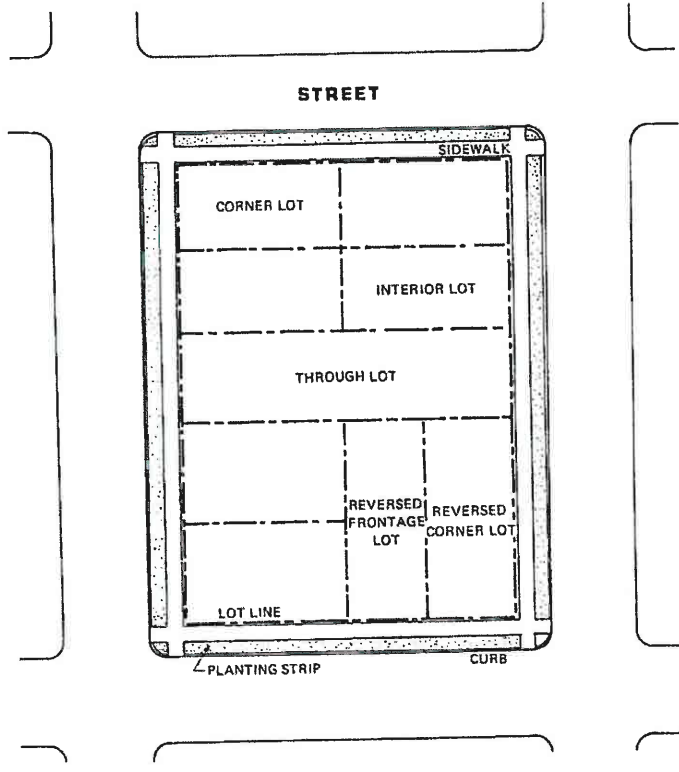 STREET
SIDEWALK
CORNER LOT
INTERIOR LOT
THROUGH LOT
REVERSED
FRONTAGE
LOT
REVERSED
CORNER LOT
LOT LINE
PLANTING STRIP
CURB